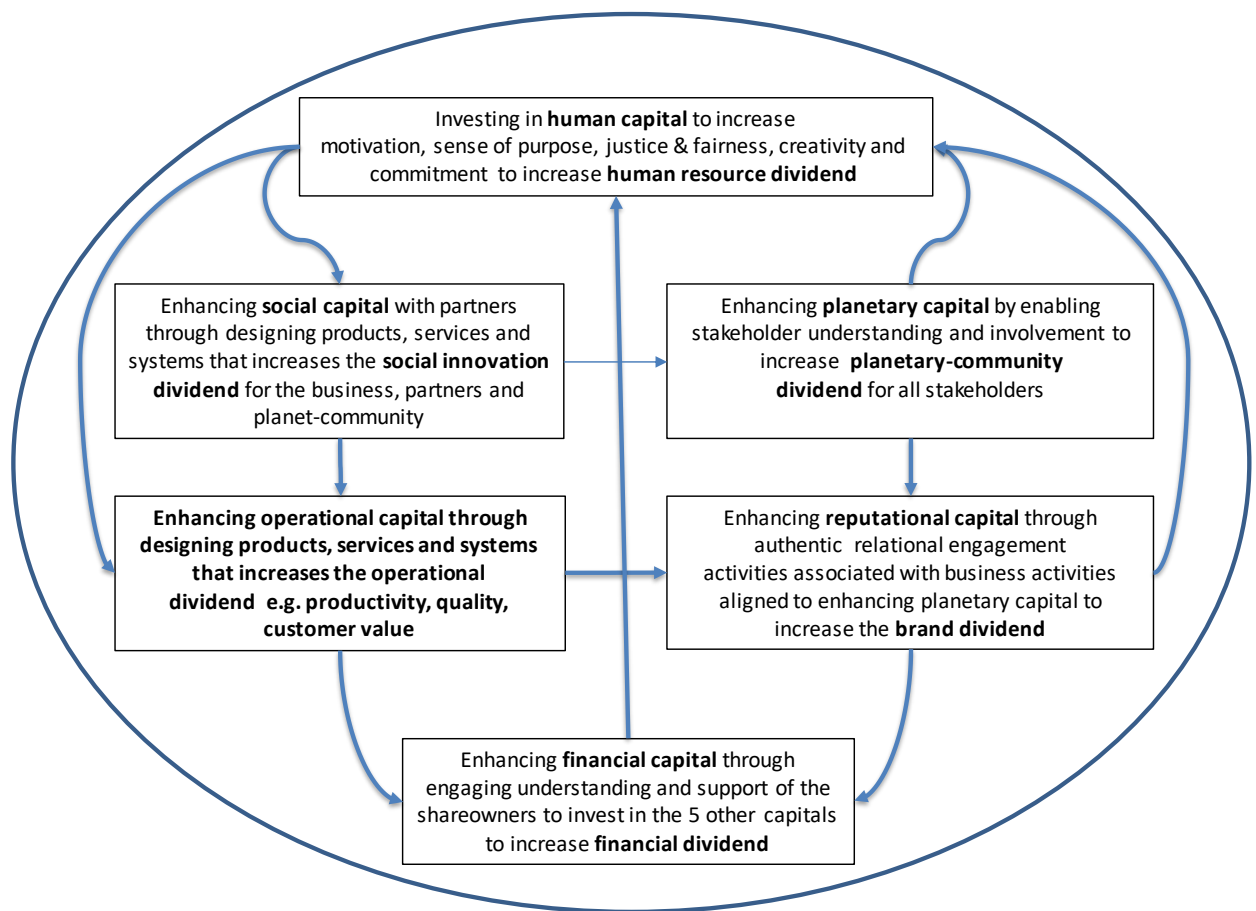 Investing in human capital to increase
motivation, sense of purpose, justice & fairness, creativity and
commitment to increase human resource dividend
Enhancing social capital with partners
through designing products, services and
systems that increases the social innovation
dividend for the business, partners and
planet-community
Enhancing planetary capital by enabling
stakeholder understanding and involvement to
increase planetary-community
dividend for all stakeholders
Enhancing operational capital through
designing products, services and systems
that increases the operational
dividend e.g. productivity, quality,
customer value
Enhancing reputational capital through
authentic relational engagement
activities associated with business activities
aligned to enhancing planetary capital to
increase the brand dividend
Enhancing financial capital through
engaging understanding and support of the
shareowners to invest in the 5 other capitals
to increase financial dividend